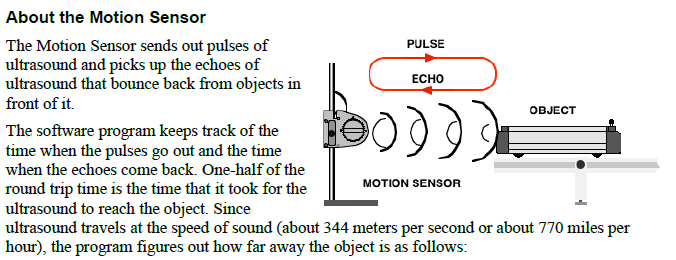 About the Motion Sensor
The Motion Sensor sends out pulses of
ultrasound and picks up the echoes of
ultrasound that bounce back from objects in
front of it.
The software program keeps track of the
time when the pulses go out and the time
when the echoes come back. One-half of the
round trip time is the time that it took for the
ultrasound to reach the object. Since
ultrasound travels at the speed of sound (about 344 meters per second or about 770 miles per
hour), the program figures out how far away the object is as follows:
PULSE
ECHO
OBJECT
MOTION SENSOR